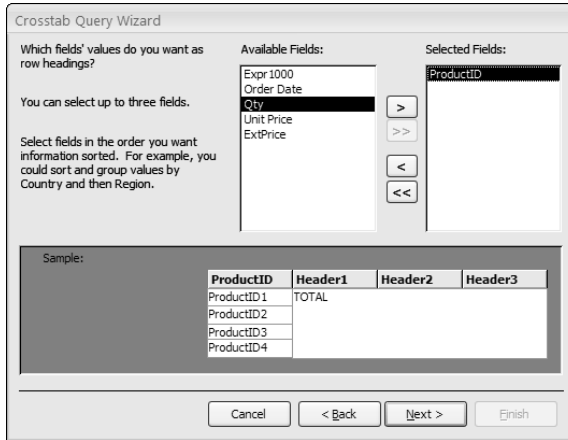 Crosstab Query Wizard
Which fields' values do you want as
row headings?
You can select up to three fields.
Select fields in the order you want
information sorted. For example, you
could sort and group values by
Country and then Region.
Available Fields:
Expr1000
Order Date
Qty
Unit Price
ExtPrice
>
>>
<
<<
Selected Fields:
ProductID
Sample:
ProductID Header1 Header2 Header3
ProductID1 TOTAL
ProductID2
ProductID3
ProductID4
Cancel < Back Next > Finish